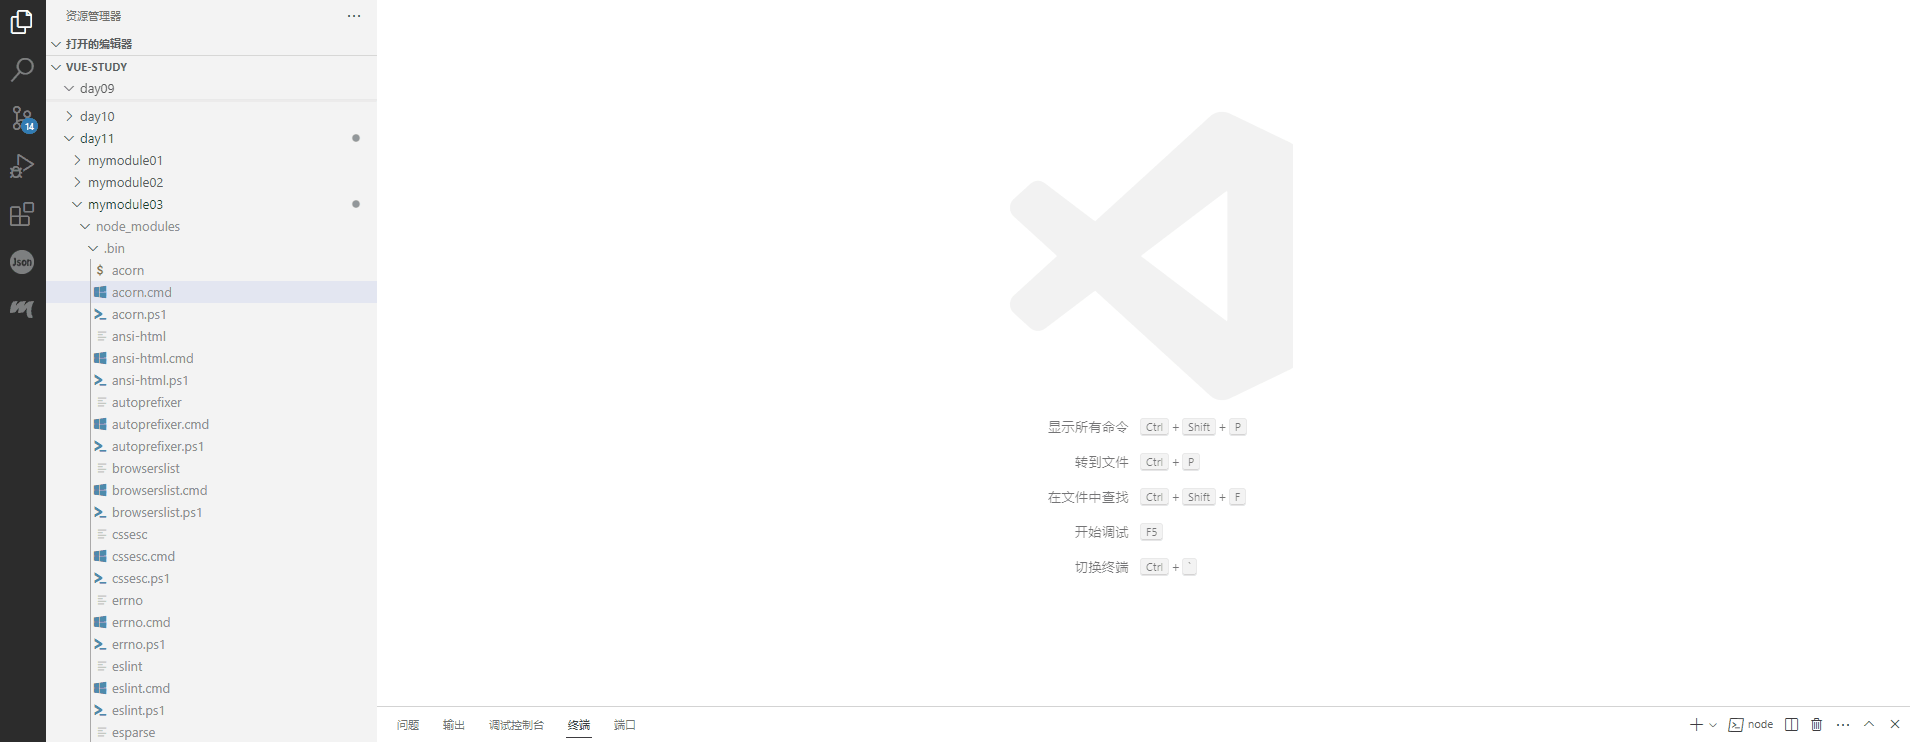 资源管理器
打开的编辑器
VUE-STUDY
day09
day10
day11
mymodule01
mymodule02
mymodule03
node_modules
.bin
$ acorn
acorn.cmd
acorn.ps1
ansi-html
ansi-html.cmd
ansi-html.ps1
autoprefixer
autoprefixer.cmd
autoprefixer.ps1
browserslist
browserslist.cmd
browserslist.ps1
cssesc
cssesc.cmd
cssesc.ps1
errno
errno.cmd
errno.ps1
eslint
eslint.cmd
eslint.ps1
esparse
14
Json
显示所有命令 Ctrl + Shift + P
转到文件 Ctrl + P
在文件中查找 Ctrl + Shift + F
开始调试 F5
切换终端 Ctrl + `
问题 输出 调试控制台 终端 端口
node